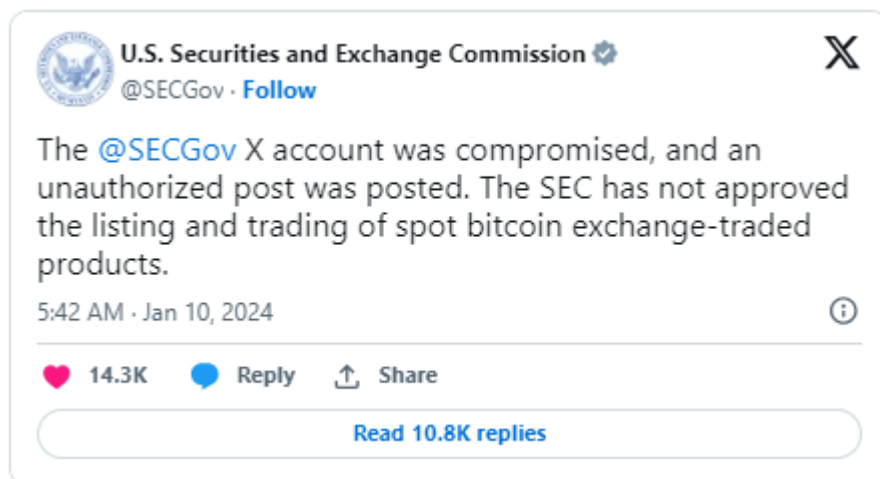 U.S. Securities and Exchange Commission
@SECGov · Follow
The @SECGov X account was compromised, and an
unauthorized post was posted. The SEC has not approved
the listing and trading of spot bitcoin exchange-traded
products.
5:42 AM · Jan 10, 2024
14.3K Reply Share
Read 10.8K replies